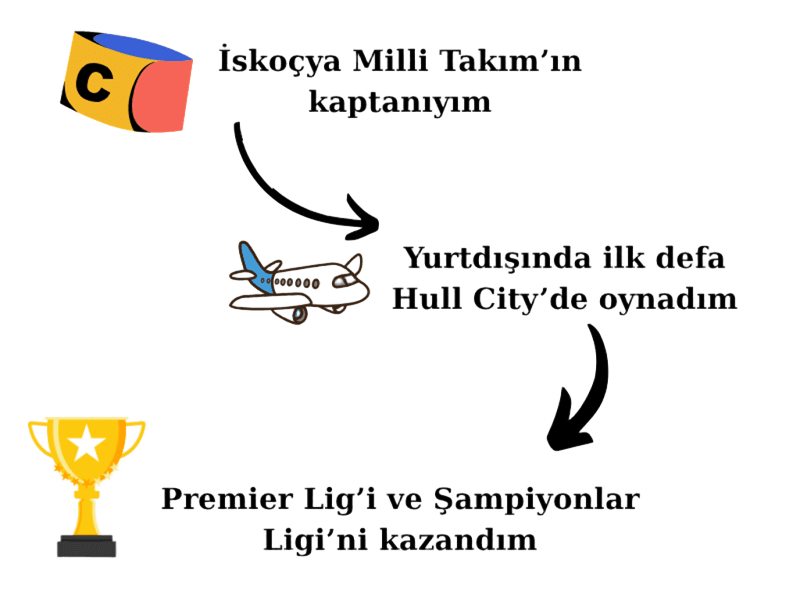 C
İskoçya Milli Takım’ın
kaptanıyım
Yurtdışında ilk defa
Hull City’de oynadım
Premier Lig’i ve Şampiyonlar
Ligi’ni kazandım